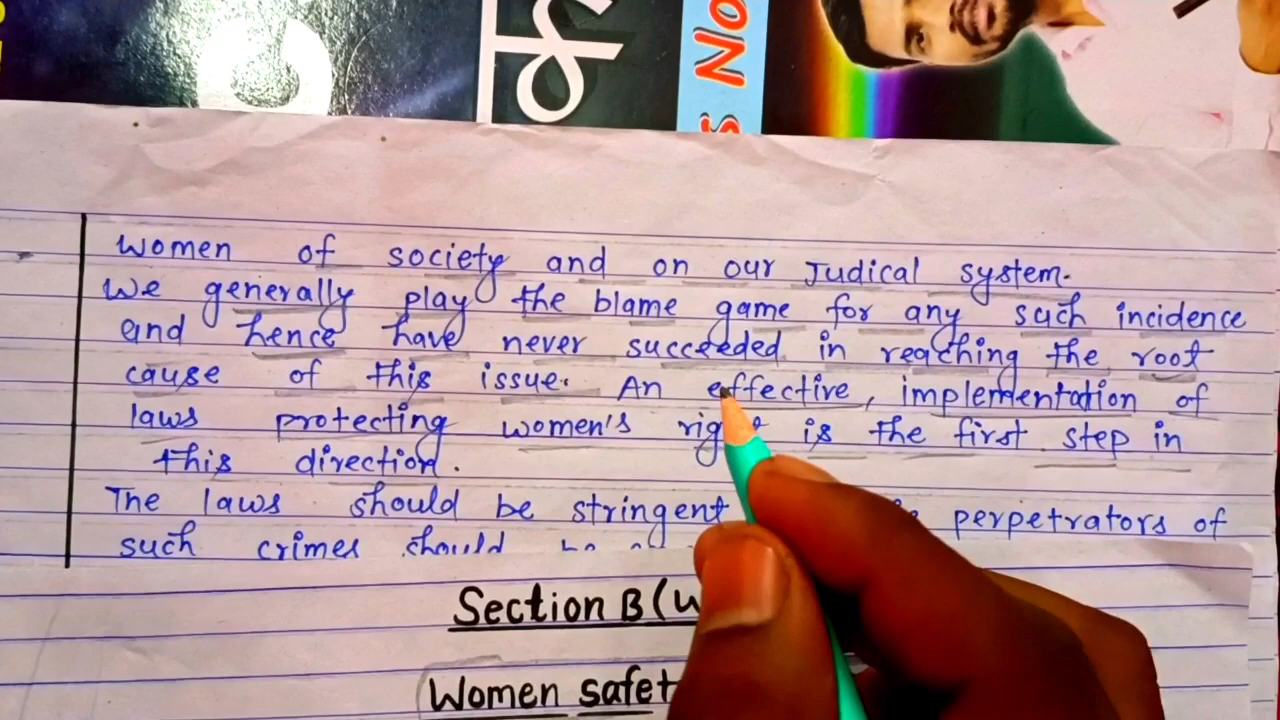 क
s No
women of society and on our Judical system.
We generally play the blame game for any such incidence
and hence have never succeeded in reaching the root
cause of this issue. An effective, implementation of
laws protecting women's right is the first step in
this direction.
The laws should be stringent perpetrators of
such crimes should be
Section B (W
Women safet